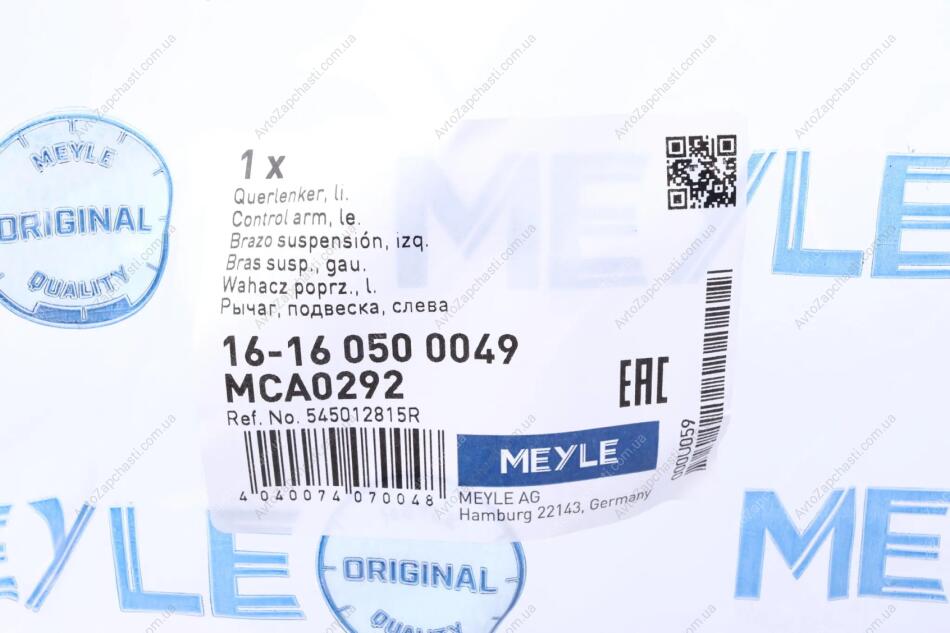 MEYLE
ORIGINAL
QUALITY
1 x
Querlenker, li.
Control arm, le.
Brazo suspensión, izq.
Bras susp., gau.
Wahacz poprz., l.
Рычаг, подвеска, слева
16-16 050 0049
MCA0292
Ref. No. 545012815R
4 040074 070048
EAC
MEYLE
MEYLE AG
Hamburg 22143, Germany
000U059
MEYLE
MEYLE
ORIGINAL
QUALITY
ME
AvtoZapchasti.com.ua